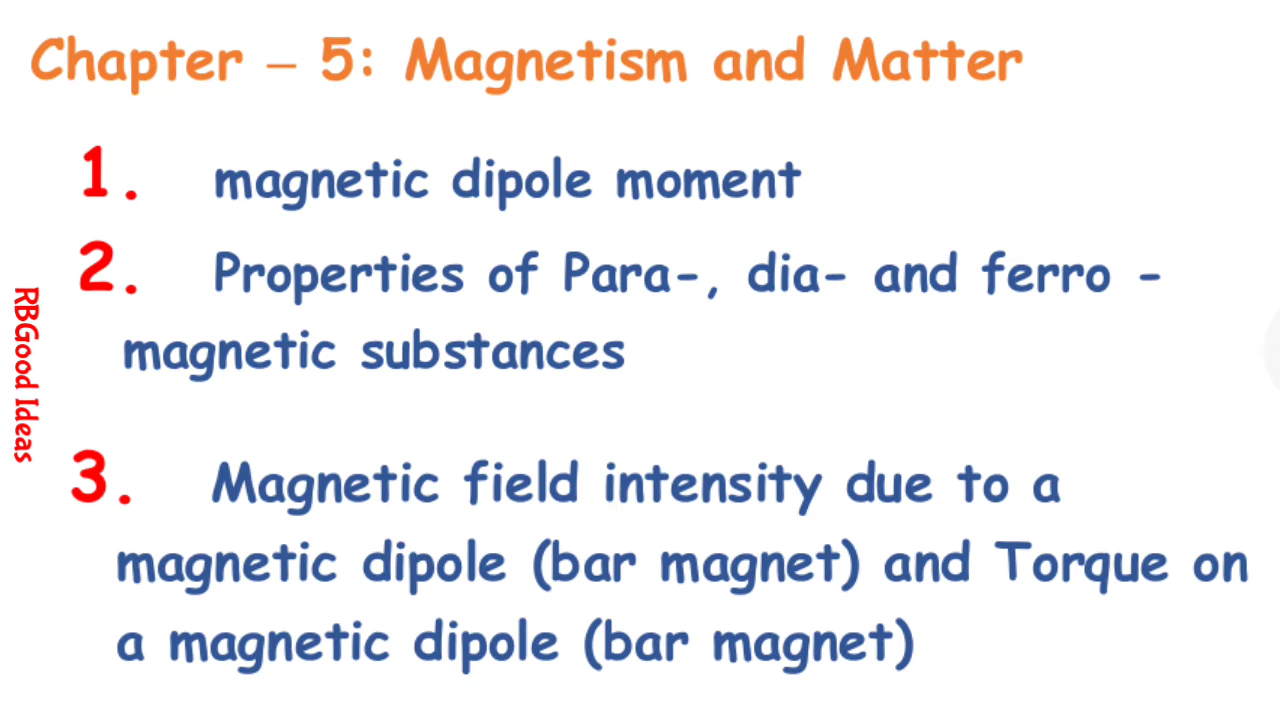 Chapter – 5: Magnetism and Matter
1. magnetic dipole moment
2. Properties of Para-, dia- and ferro -
magnetic substances
3. Magnetic field intensity due to a
magnetic dipole (bar magnet) and Torque on
a magnetic dipole (bar magnet)
RBGood Ideas